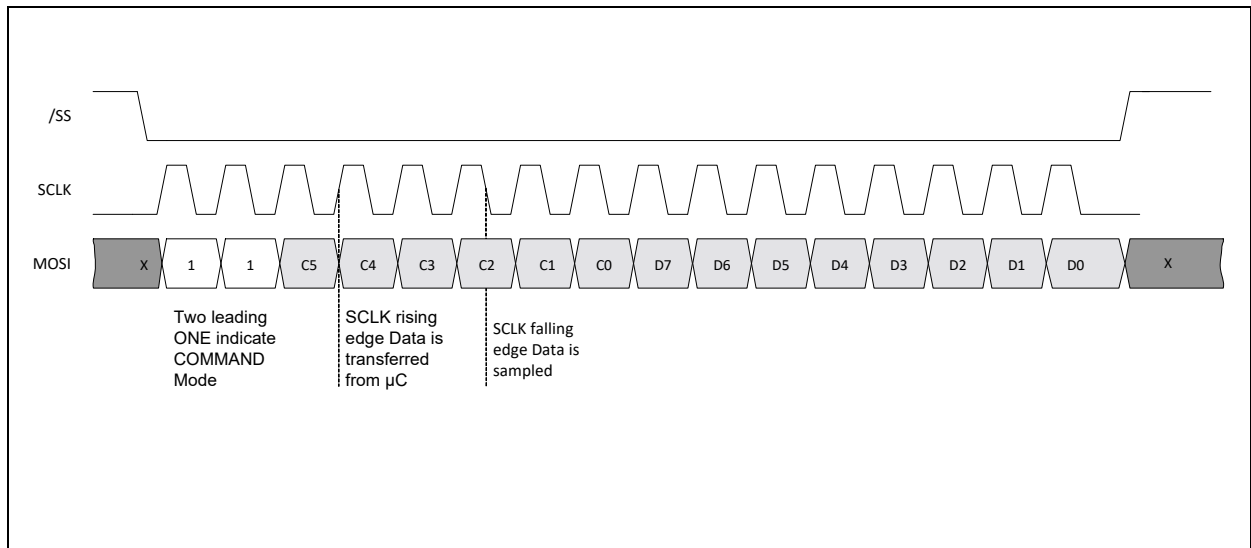 /SS
SCLK
MOSI X 1 1 C5 C4 C3 C2 C1 C0 D7 D6 D5 D4 D3 D2 D1 D0 X
Two leading
ONE indicate
COMMAND
Mode
SCLK rising
edge Data is
transferred
from µC
SCLK falling
edge Data is
sampled